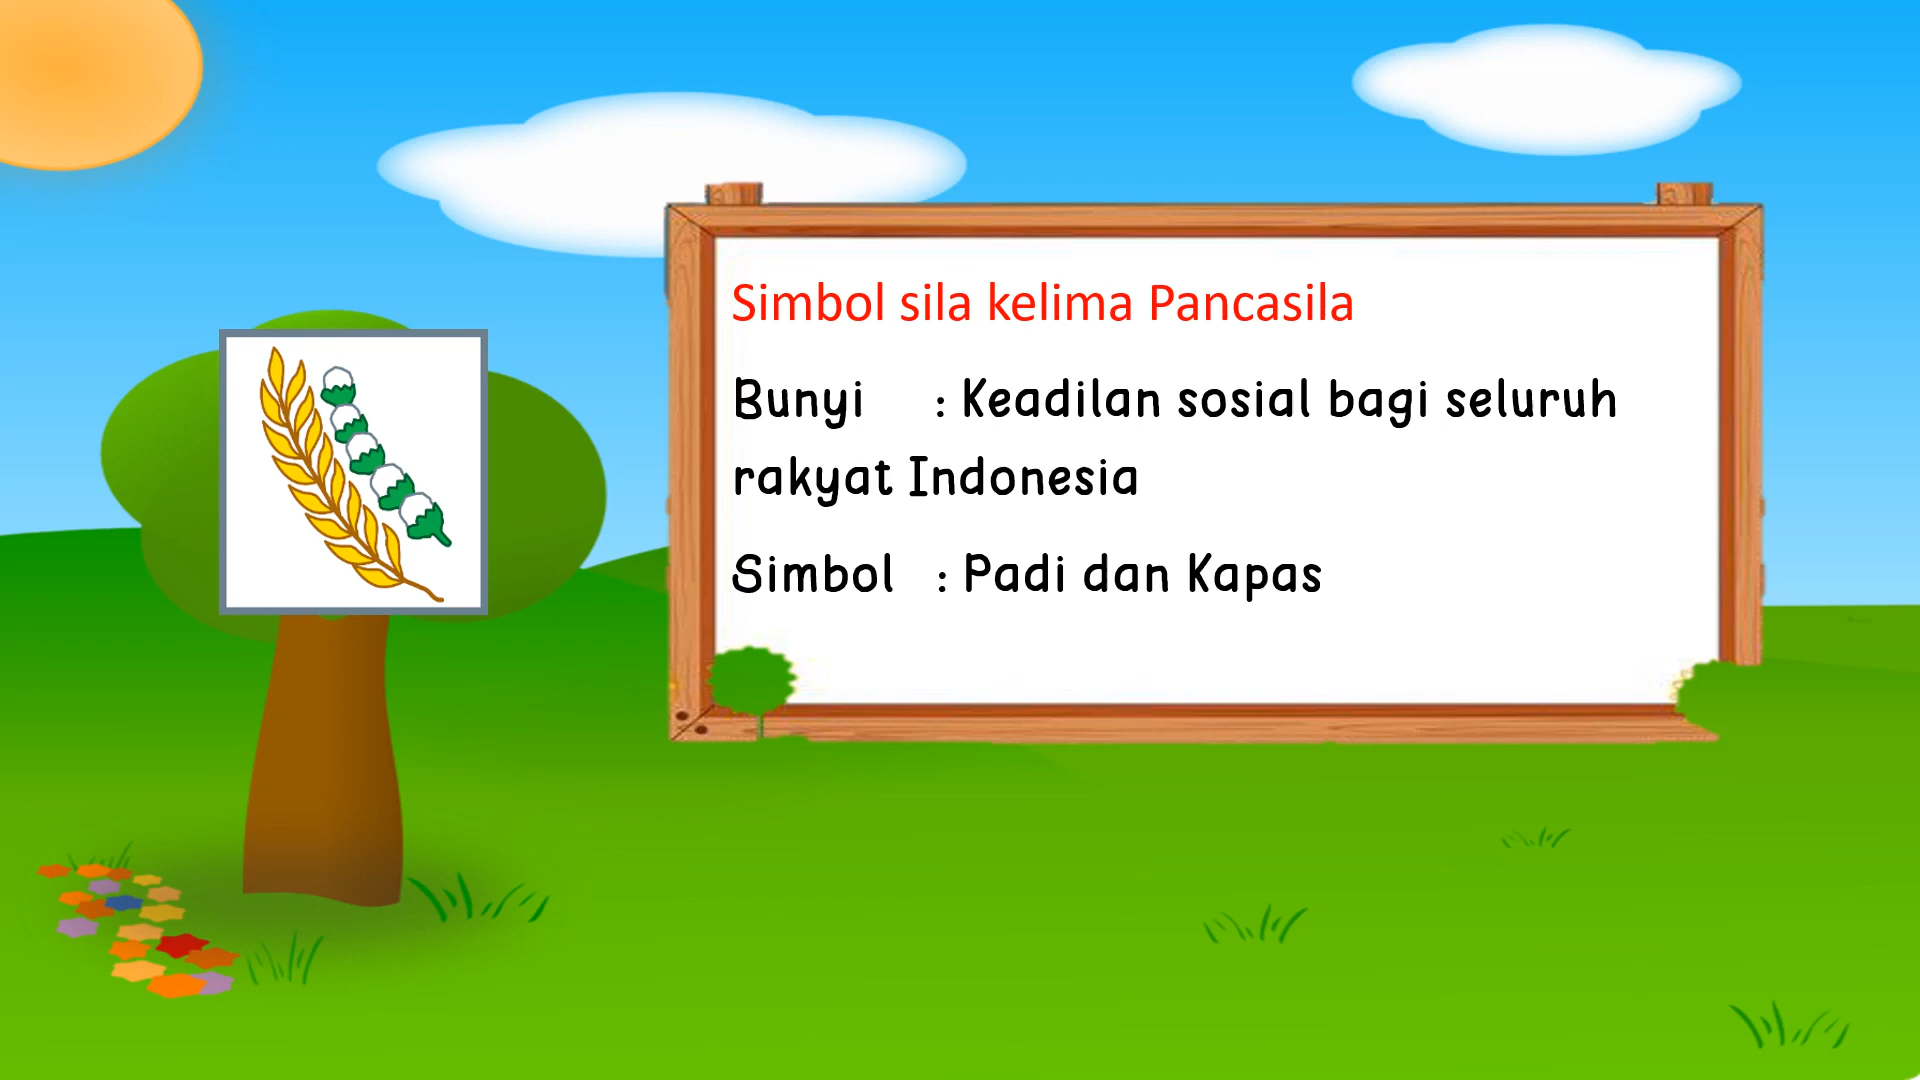 Simbol sila kelima Pancasila
Bunyi : Keadilan sosial bagi seluruh
rakyat Indonesia
Simbol : Padi dan Kapas